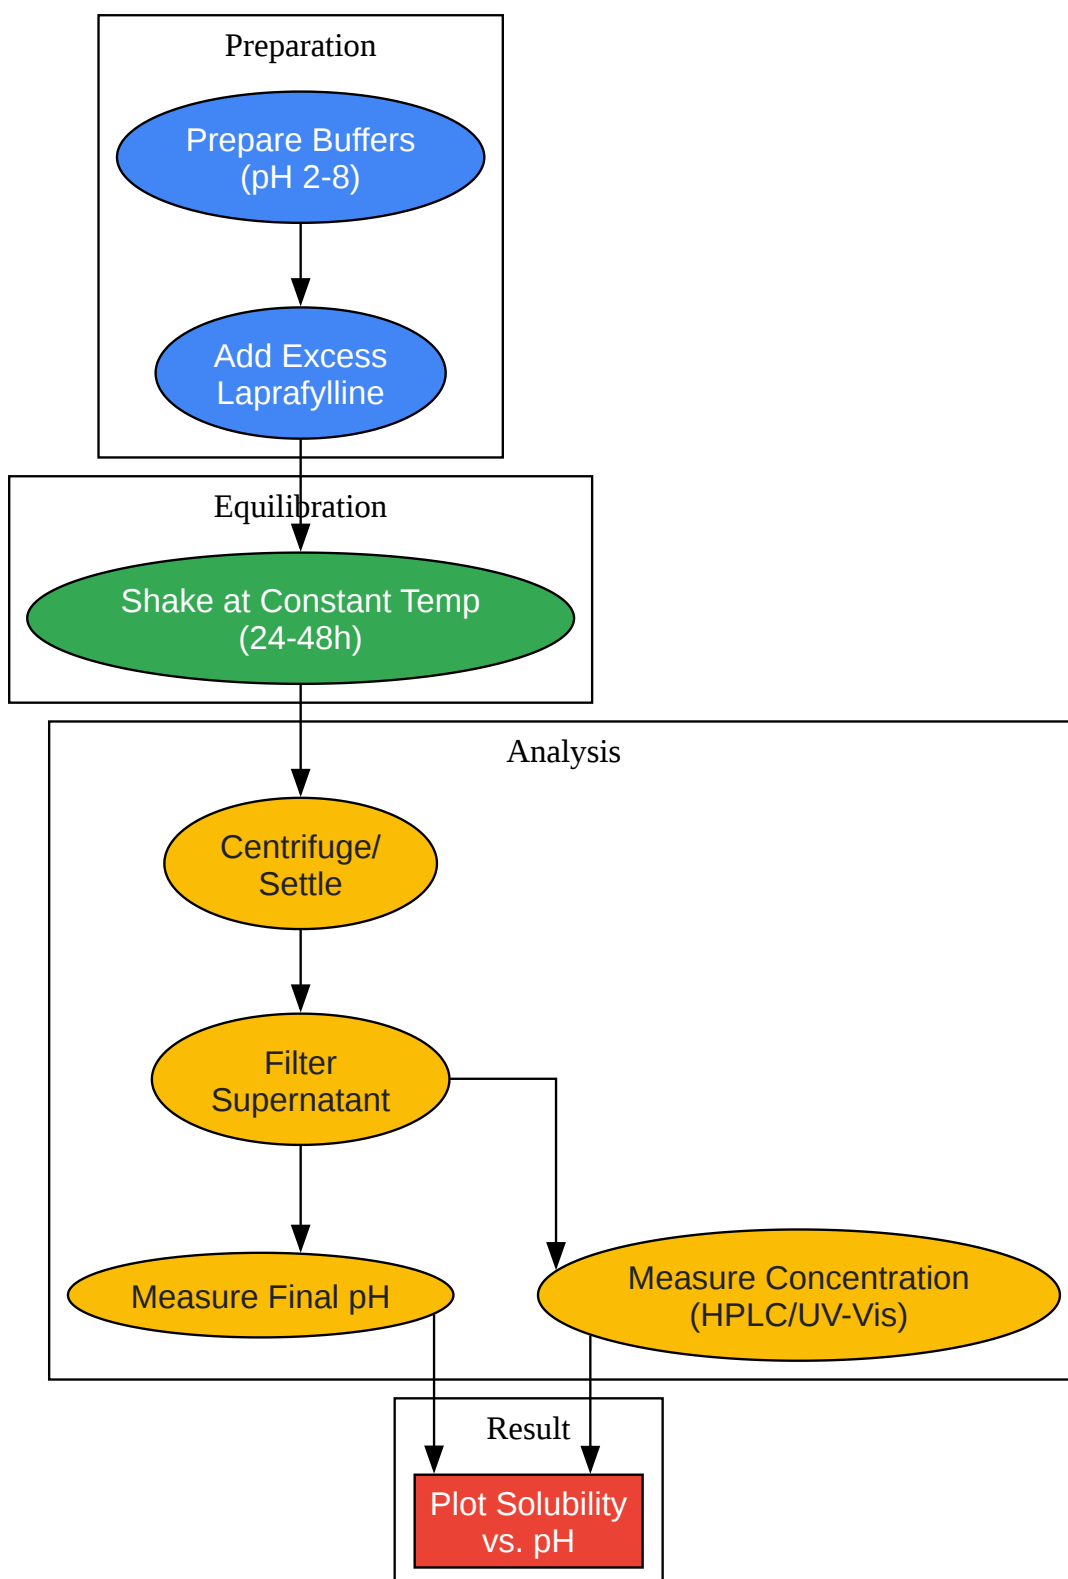 Preparation
Prepare Buffers
(pH 2-8)
Add Excess
Laprafylline
Equilibration
Shake at Constant Temp
(24-48h)
Analysis
Centrifuge/
Settle
Filter
Supernatant
Measure Final pH
Measure Concentration
(HPLC/UV-Vis)
Result
Plot Solubility
vs. pH